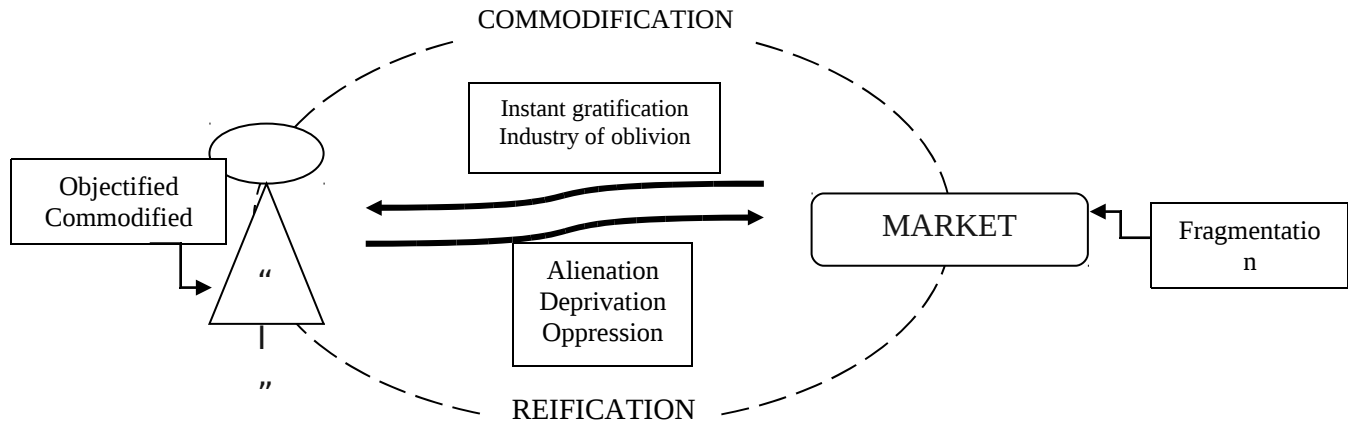 COMMODIFICATION
Instant gratification
Industry of oblivion
Objectified
Commodified
MARKET
Fragmentatio
n
“
I
”
Alienation
Deprivation
Oppression
REIFICATION